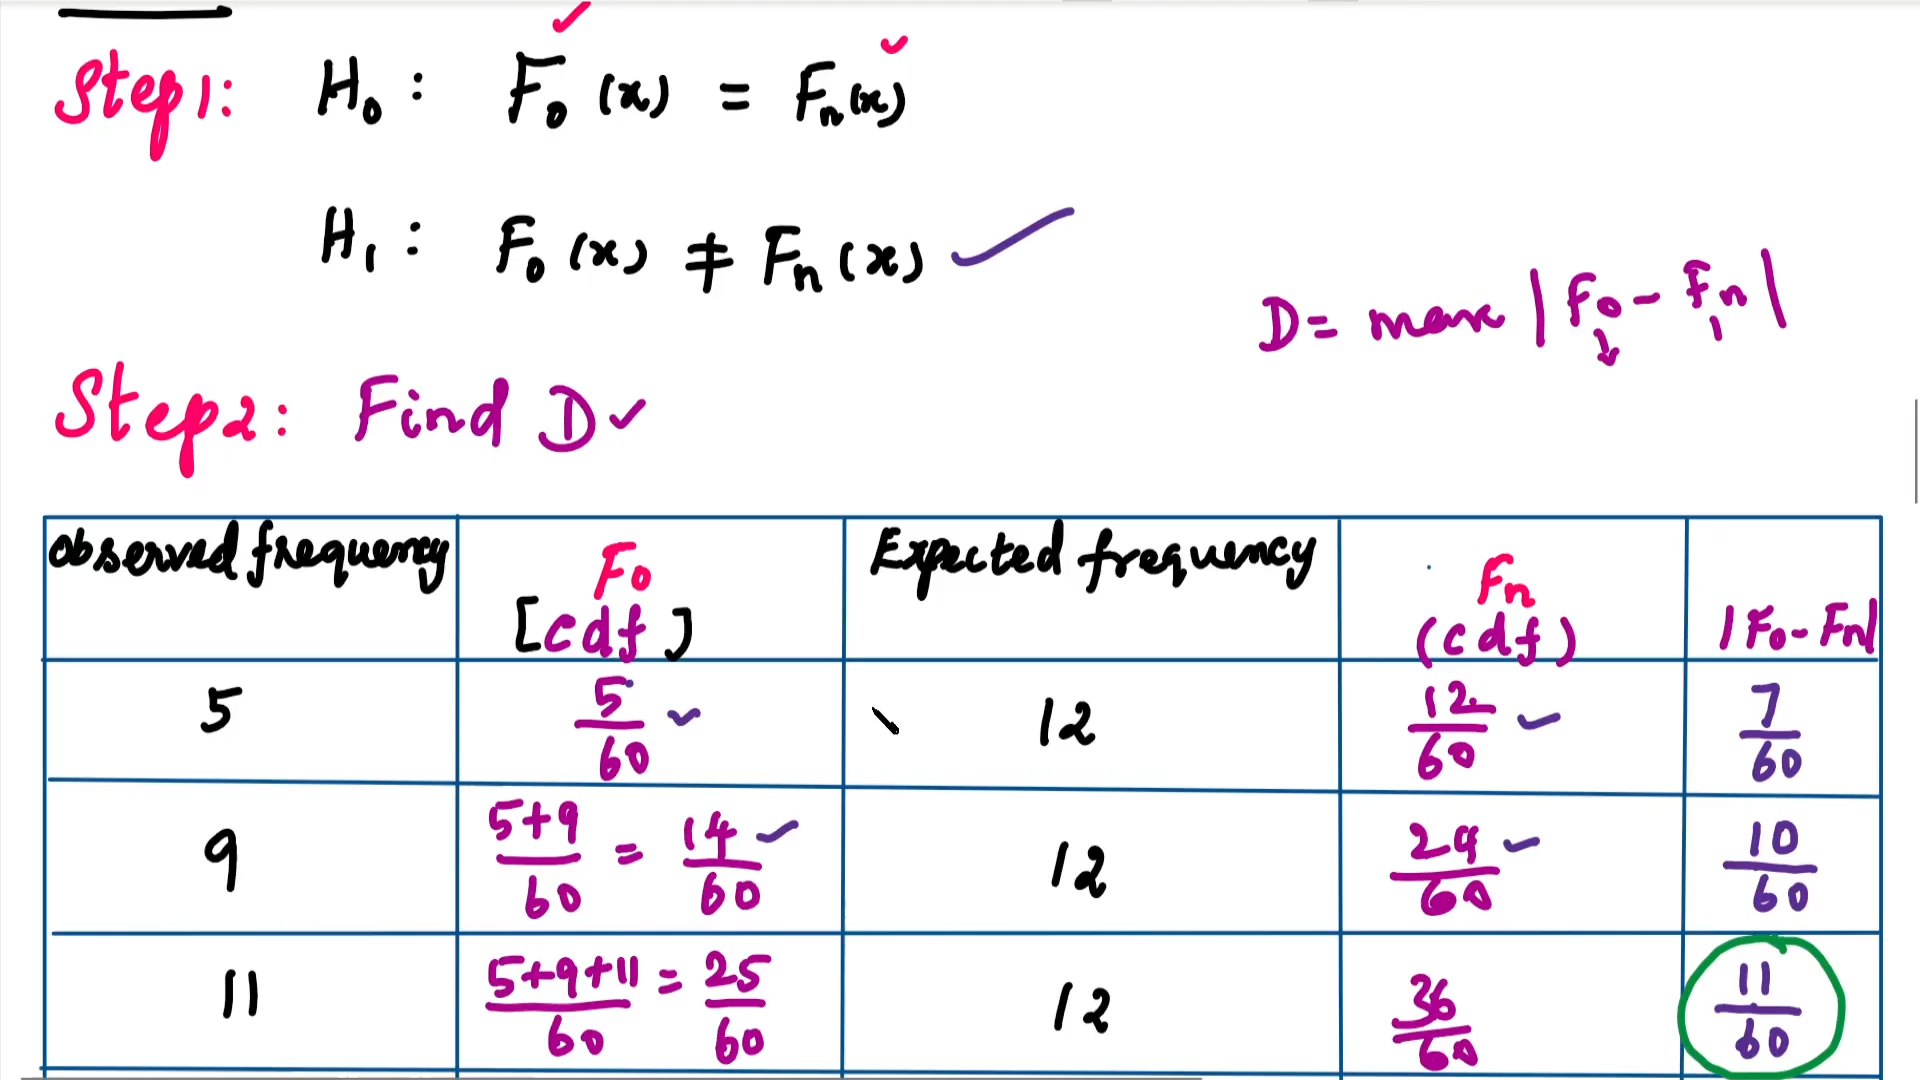 Step1: H₀ : F₀ (x) = Fₙ(x)
H₁ : F₀ (x) ≠ Fₙ (x)
D = max | F₀ - Fₙ |
Step2: Find D
Observed frequency F₀ [cdf] Expected frequency Fₙ (cdf) |F₀ - Fₙ|
5 5/60 12 12/60 7/60
9 5+9/60 = 14/60 12 24/60 10/60
11 5+9+11/60 = 25/60 12 36/60 11/60